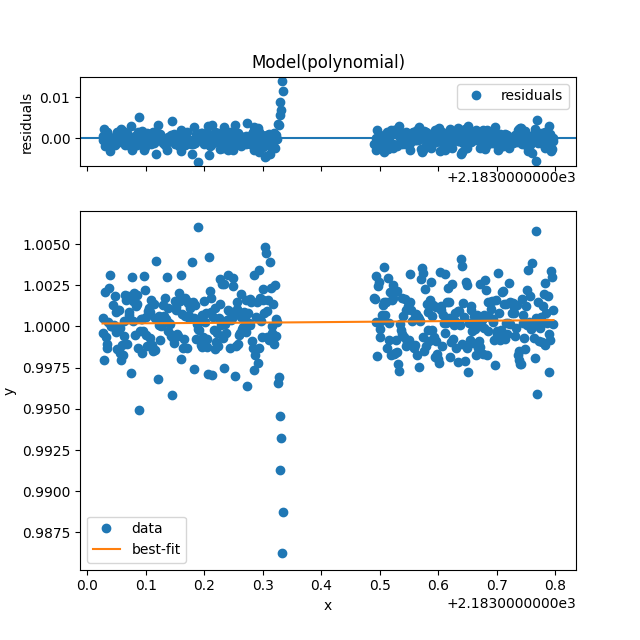 Model(polynomial)
0.01
0.00
residuals
residuals
+2.1830000000e3
1.0050
1.0025
1.0000
0.9975
0.9950
0.9925
0.9900
0.9875
y
data
best-fit
0.0 0.1 0.2 0.3 0.4 0.5 0.6 0.7 0.8
x
+2.1830000000e3